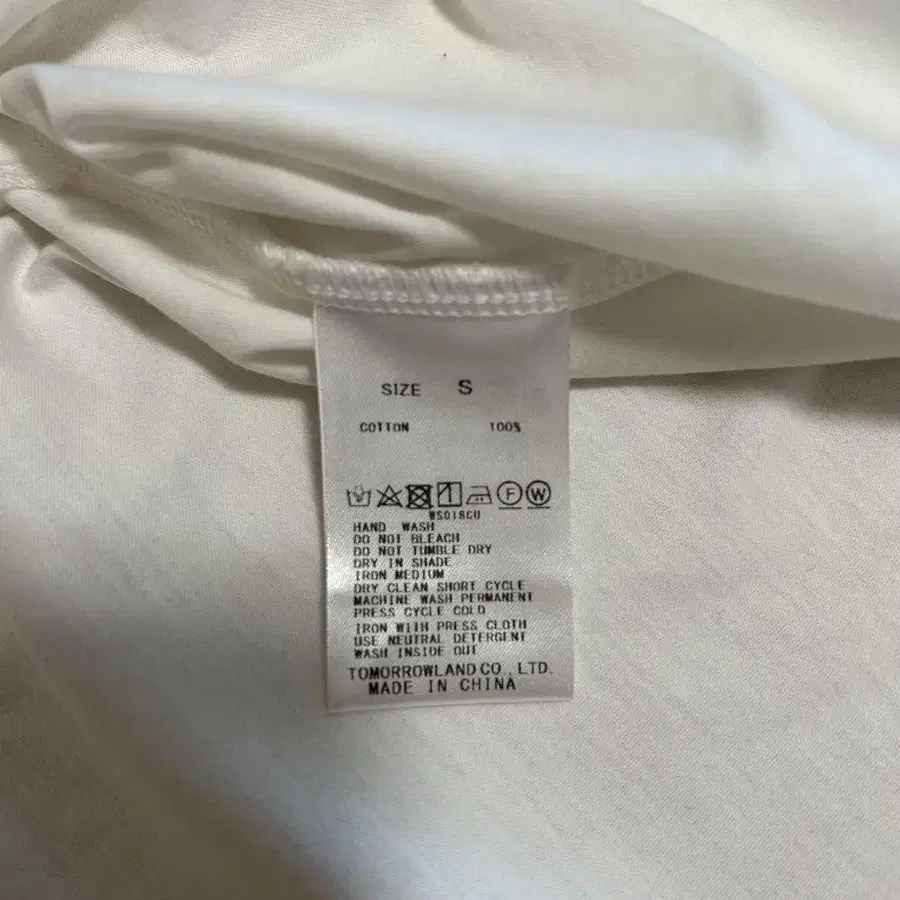 SIZE S
COTTON 100%
F W
WS018CU
HAND WASH
DO NOT BLEACH
DO NOT TUMBLE DRY
DRY IN SHADE
IRON MEDIUM
DRY CLEAN SHORT CYCLE
MACHINE WASH PERMANENT
PRESS CYCLE COLD
IRON WITH PRESS CLOTH
USE NEUTRAL DETERGENT
WASH INSIDE OUT
TOMORROWLAND CO., LTD.
MADE IN CHINA